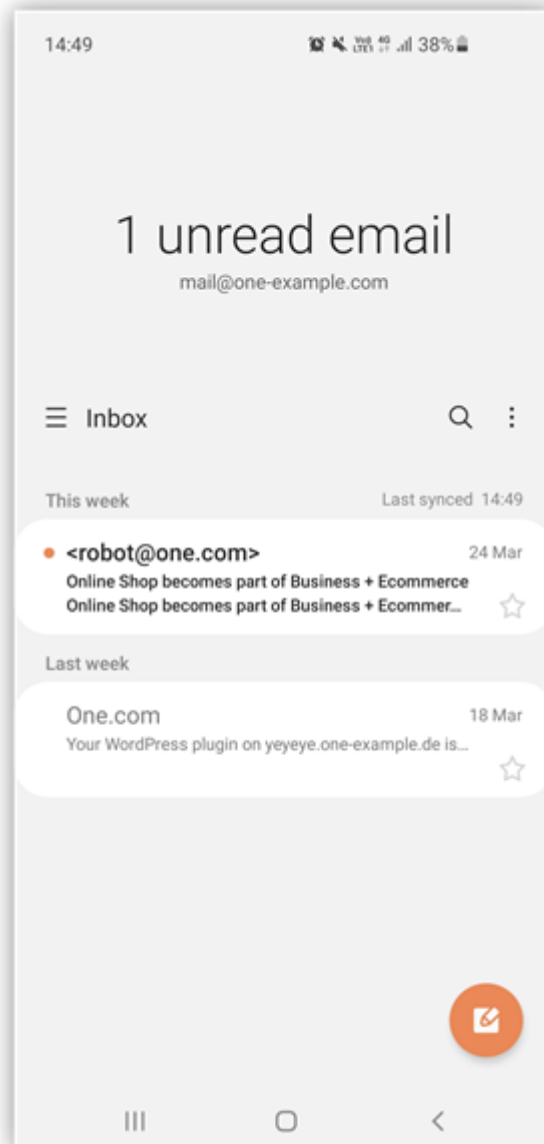 14:49
VoLTE1 4G 38%
1 unread email
mail@one-example.com
Inbox
This week Last synced 14:49
<robot@one.com> 24 Mar
Online Shop becomes part of Business + Ecommerce
Online Shop becomes part of Business + Ecommer...
Last week
One.com 18 Mar
Your WordPress plugin on yeyeye.one-example.de is...